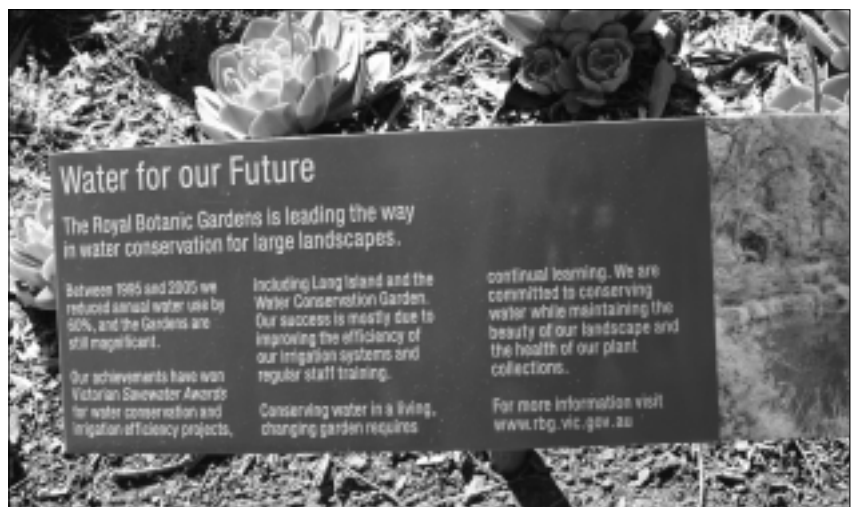 Water for our Future
The Royal Botanic Gardens is leading the way
in water conservation for large landscapes.
Between 1995 and 2005 we
reduced annual water use by
60%, and the Gardens are
still magnificent.
Our achievements have won
Victorian Savewater Awards
for water conservation and
irrigation efficiency projects,
including Long Island and the
Water Conservation Garden.
Our success is mostly due to
improving the efficiency of
our irrigation systems and
regular staff training.
Conserving water in a living,
changing garden requires
continual learning. We are
committed to conserving
water while maintaining the
beauty of our landscape and
the health of our plant
collections.
For more information visit
www.rbg.vic.gov.au